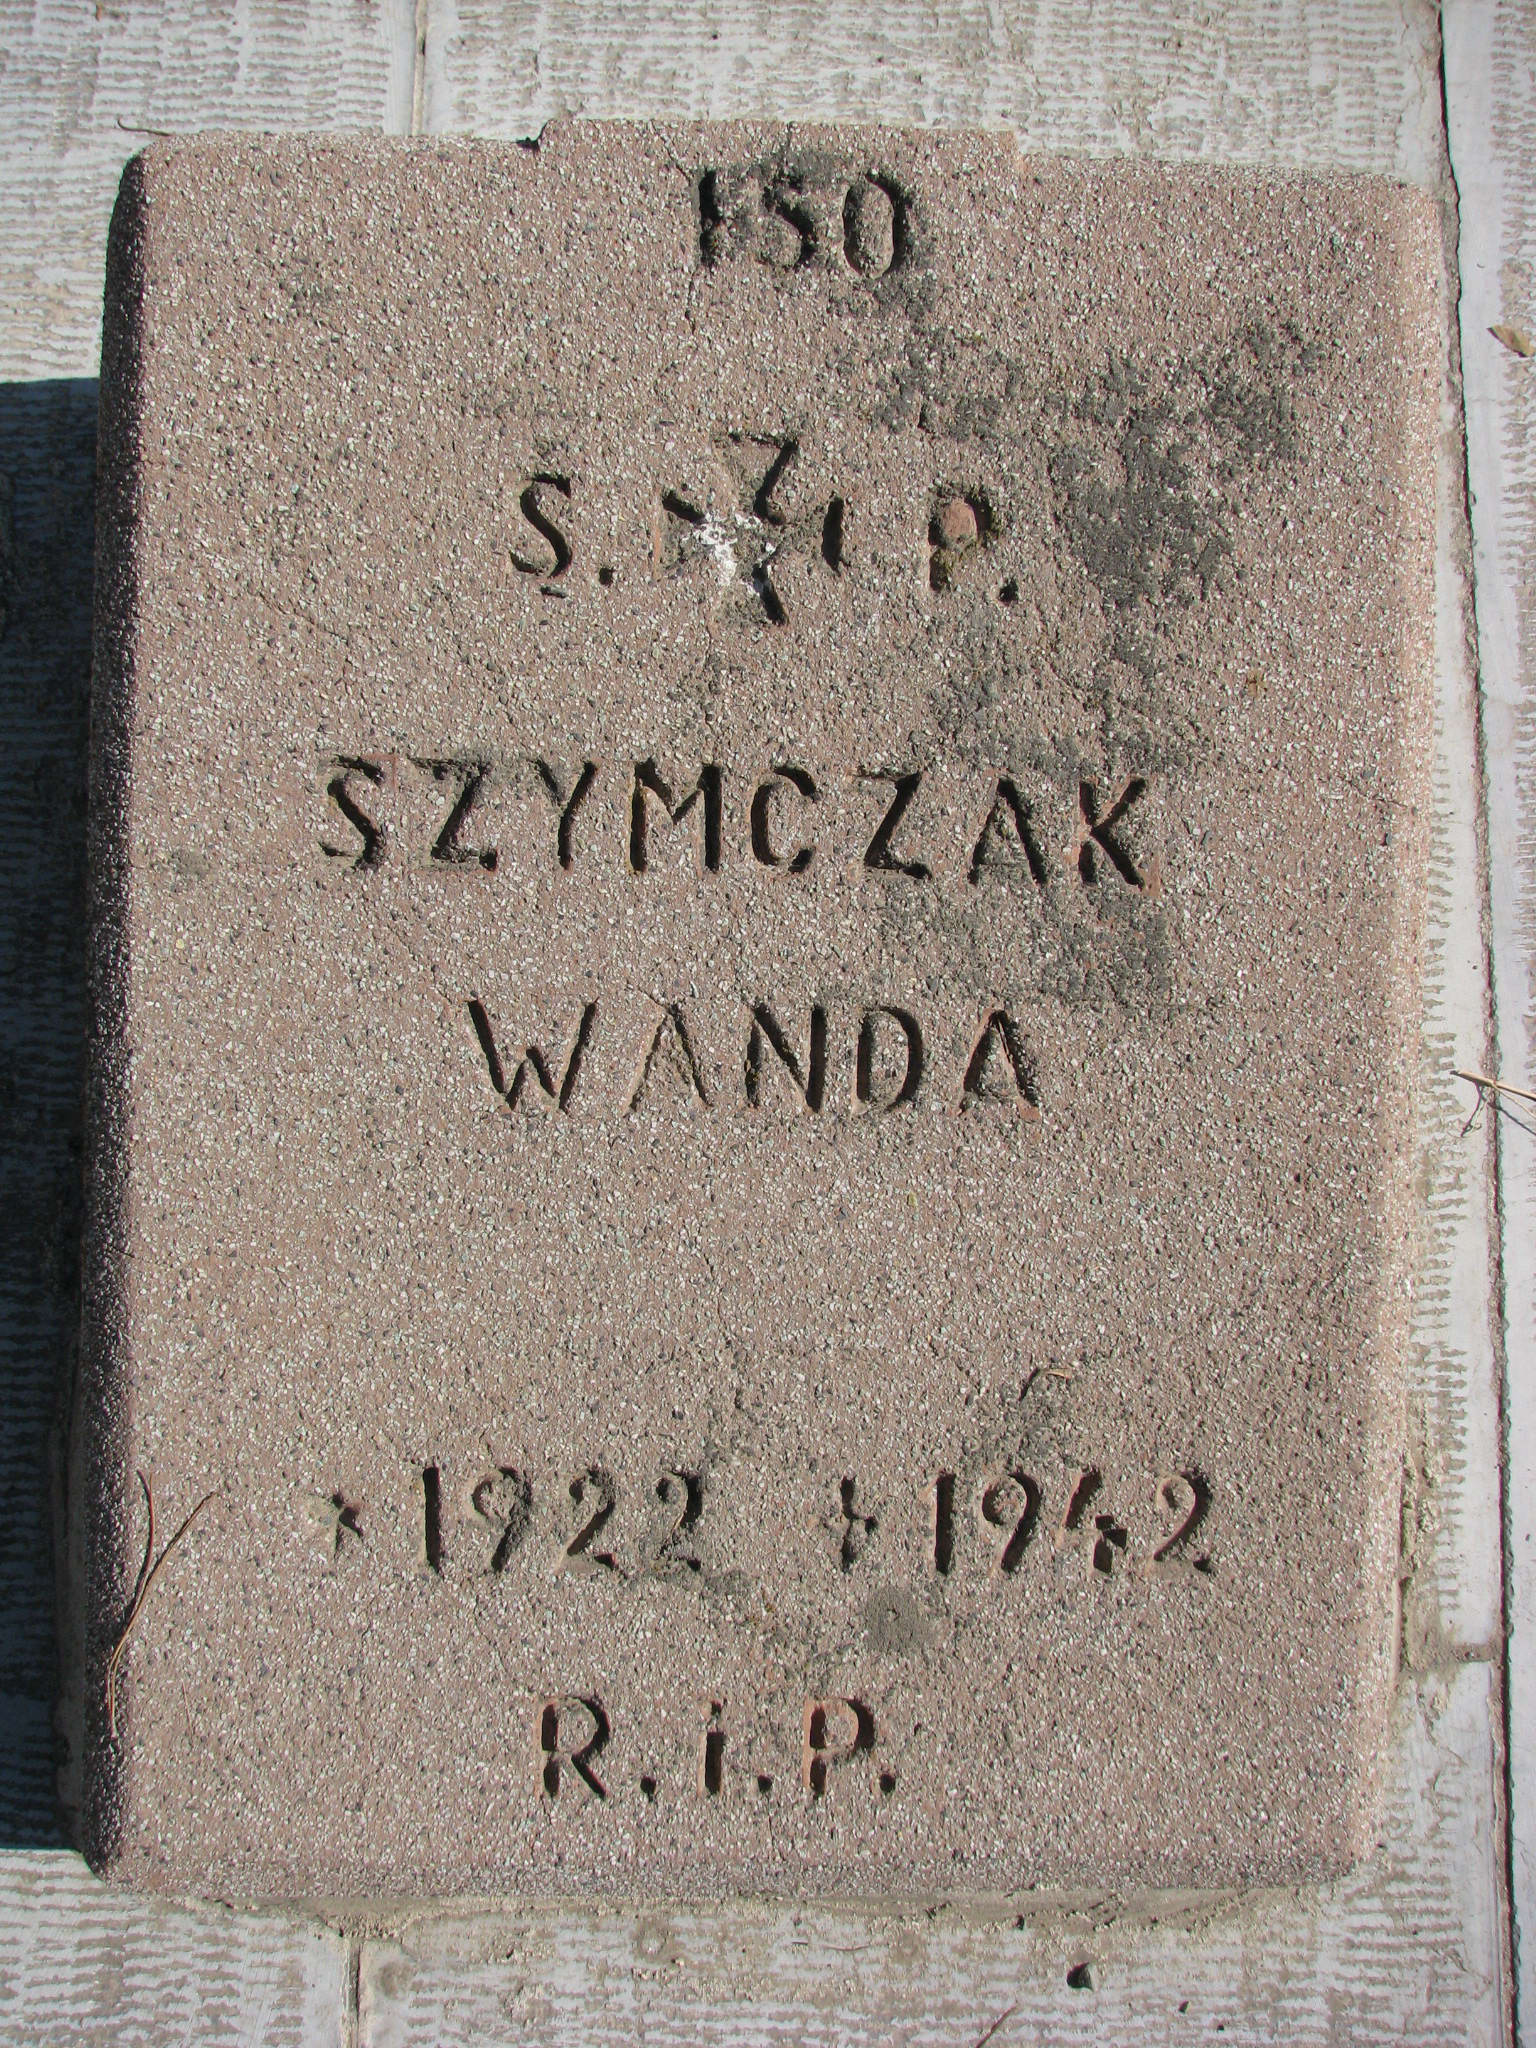 150
S. P.
SZYMCZAK
WANDA
* 1922 + 1942
R.i.P.